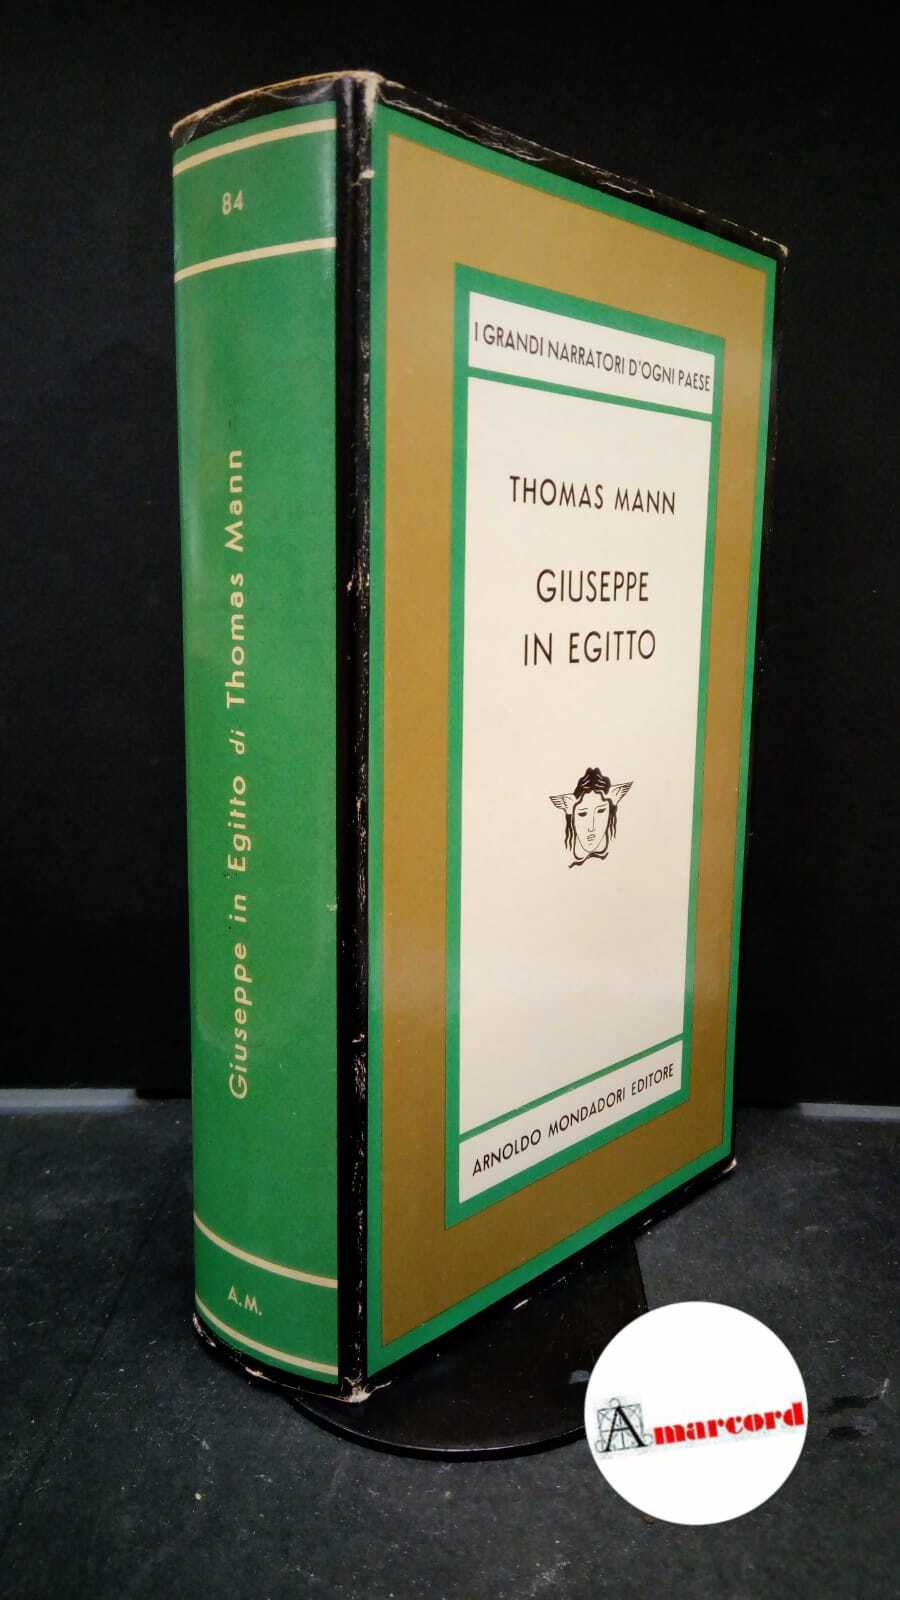 84
Giuseppe in Egitto di Thomas Mann
A.M.
I GRANDI NARRATORI D'OGNI PAESE
THOMAS MANN
GIUSEPPE
IN EGITTO
ARNOLDO MONDADORI EDITORE
Amarcord